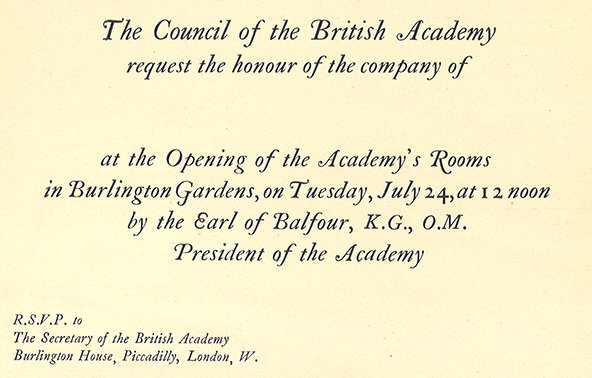 The Council of the British Academy
request the honour of the company of
at the Opening of the Academy's Rooms
in Burlington Gardens, on Tuesday, July 24, at 12 noon
by the Earl of Balfour, K.G., O.M.
President of the Academy
R.S.V.P. to
The Secretary of the British Academy
Burlington House, Piccadilly, London, W.